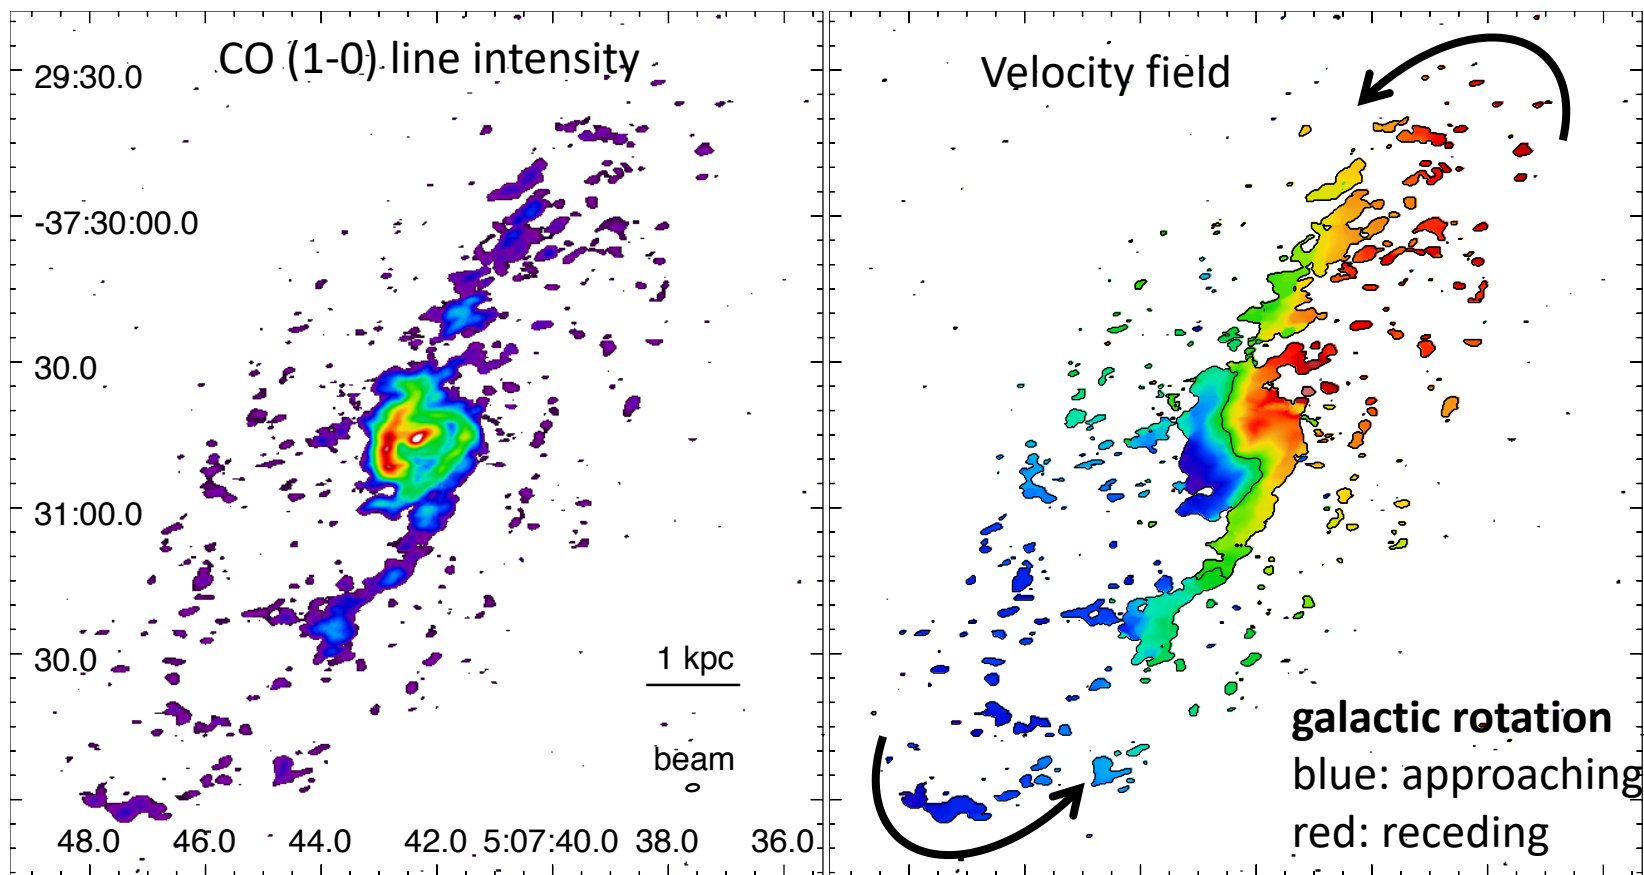 CO (1-0) line intensity
Velocity field
29:30.0
-37:30:00.0
30.0
31:00.0
30.0
1 kpc
beam
48.0 46.0 44.0 42.0 5:07:40.0 38.0 36.0
galactic rotation
blue: approaching
red: receding